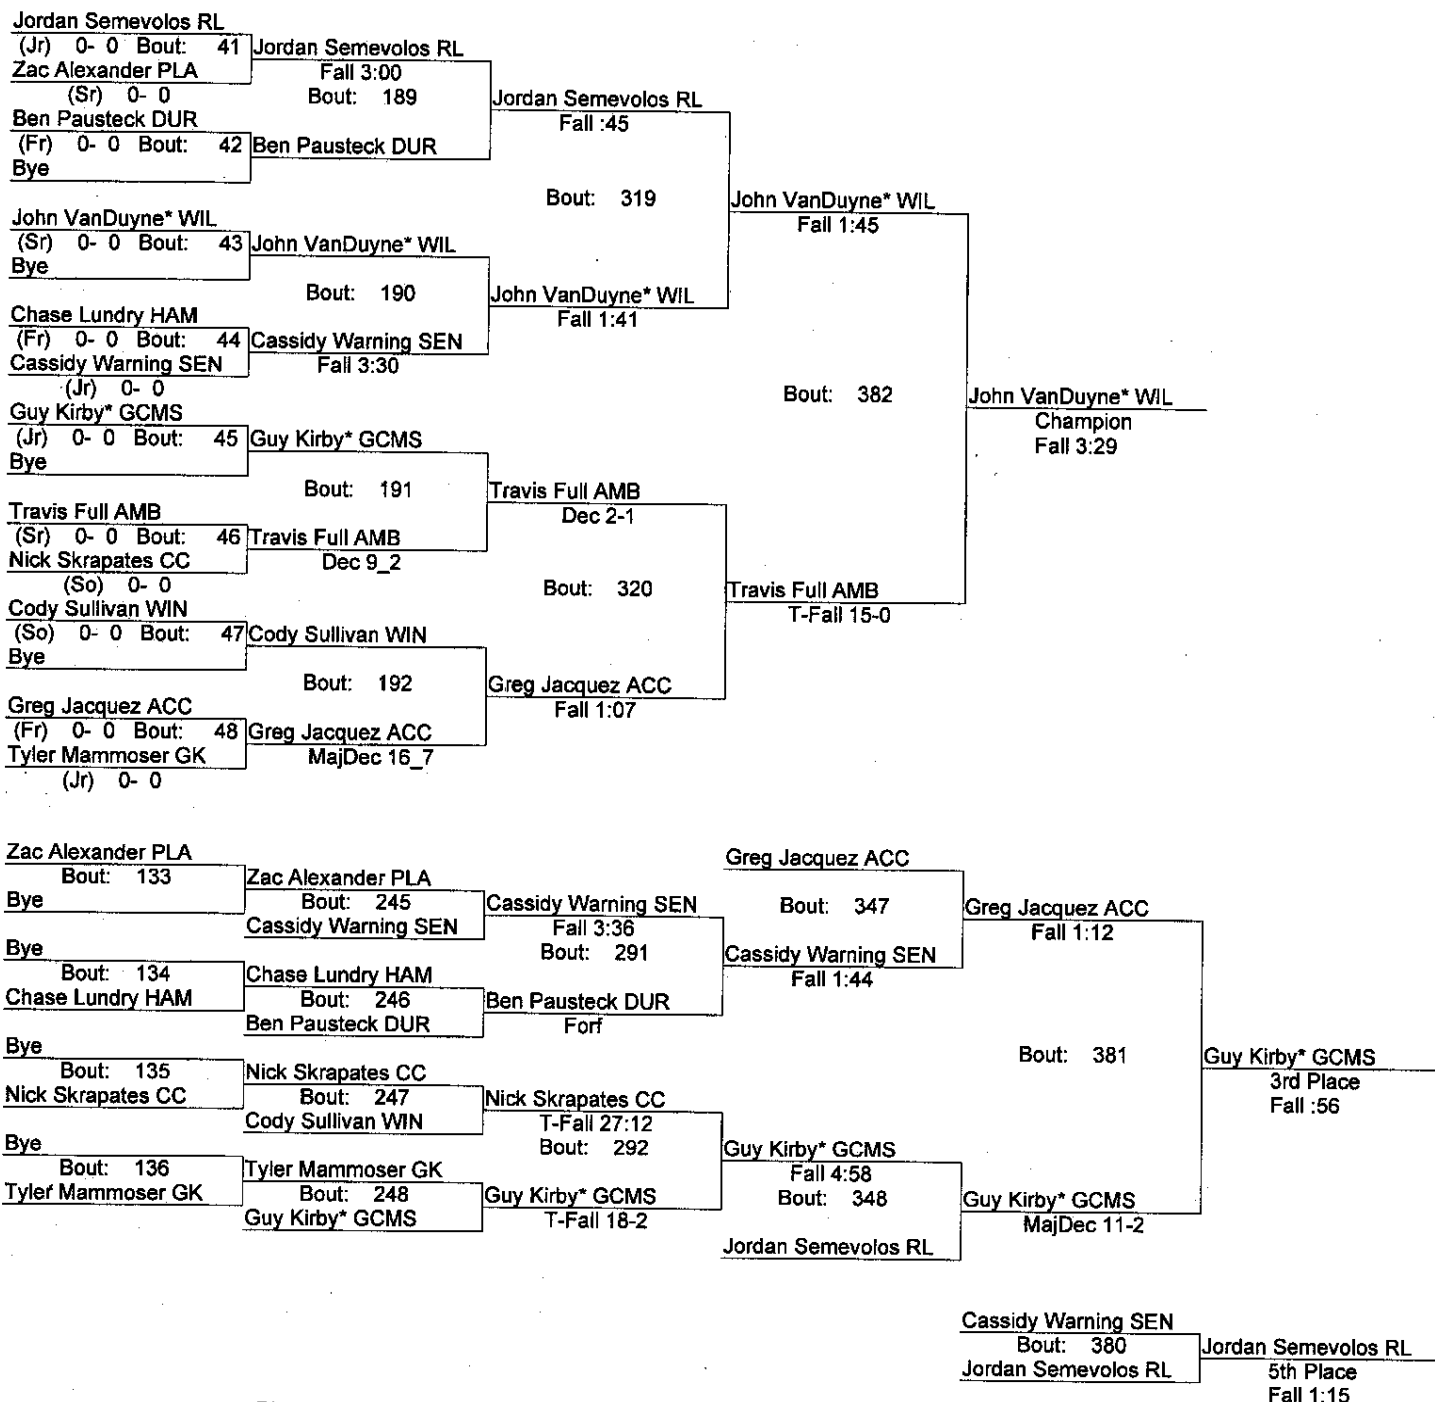 Jordan Semevolos RL
(Jr) 0- 0 Bout: 41 Jordan Semevolos RL
Zac Alexander PLA Fall 3:00
(Sr) 0- 0 Bout: 189 Jordan Semevolos RL
Ben Pausteck DUR Fall :45
(Fr) 0- 0 Bout: 42 Ben Pausteck DUR
Bye
Bout: 319 John VanDuyne* WIL
John VanDuyne* WIL Fall 1:45
(Sr) 0- 0 Bout: 43 John VanDuyne* WIL
Bye
Bout: 190 John VanDuyne* WIL
Chase Lundry HAM Fall 1:41
(Fr) 0- 0 Bout: 44 Cassidy Warning SEN
Cassidy Warning SEN Fall 3:30
(Jr) 0- 0 Bout: 382 John VanDuyne* WIL
Guy Kirby* GCMS Champion
(Jr) 0- 0 Bout: 45 Guy Kirby* GCMS Fall 3:29
Bye
Bout: 191 Travis Full AMB
Travis Full AMB Dec 2-1
(Sr) 0- 0 Bout: 46 Travis Full AMB
Nick Skrapates CC Dec 9_2
(So) 0- 0 Bout: 320 Travis Full AMB
Cody Sullivan WIN T-Fall 15-0
(So) 0- 0 Bout: 47 Cody Sullivan WIN
Bye
Bout: 192 Greg Jacquez ACC
Greg Jacquez ACC Fall 1:07
(Fr) 0- 0 Bout: 48 Greg Jacquez ACC
Tyler Mammoser GK MajDec 16_7
(Jr) 0- 0
Zac Alexander PLA Greg Jacquez ACC
Bout: 133 Zac Alexander PLA
Bye Bout: 245 Cassidy Warning SEN Bout: 347 Greg Jacquez ACC
Cassidy Warning SEN Fall 3:36 Fall 1:12
Bye Bout: 291 Cassidy Warning SEN
Bout: 134 Chase Lundry HAM Fall 1:44
Chase Lundry HAM Bout: 246 Ben Pausteck DUR
Ben Pausteck DUR Forf
Bye Bout: 381 Guy Kirby* GCMS
Bout: 135 Nick Skrapates CC 3rd Place
Nick Skrapates CC Bout: 247 Nick Skrapates CC Fall :56
Cody Sullivan WIN T-Fall 27:12
Bye Bout: 292 Guy Kirby* GCMS
Bout: 136 Tyler Mammoser GK Fall 4:58
Tyler Mammoser GK Bout: 248 Guy Kirby* GCMS Bout: 348 Guy Kirby* GCMS
Guy Kirby* GCMS T-Fall 18-2 MajDec 11-2
Jordan Semevolos RL
Cassidy Warning SEN
Bout: 380 Jordan Semevolos RL
Jordan Semevolos RL 5th Place
Fall 1:15